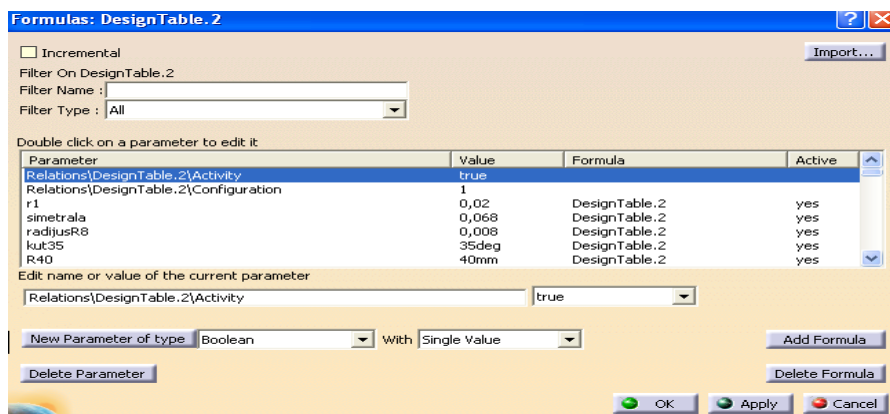 Formulas: DesignTable.2
Incremental Import...
Filter On DesignTable.2
Filter Name :
Filter Type : All
Double click on a parameter to edit it
Parameter Value Formula Active
Relations\DesignTable.2\Activity true
Relations\DesignTable.2\Configuration 1
r1 0,02 DesignTable.2 yes
simetrala 0,068 DesignTable.2 yes
radijusR8 0,008 DesignTable.2 yes
kut35 35deg DesignTable.2 yes
R40 40mm DesignTable.2 yes
Edit name or value of the current parameter
Relations\DesignTable.2\Activity true
New Parameter of type Boolean With Single Value Add Formula
Delete Parameter Delete Formula
OK Apply Cancel